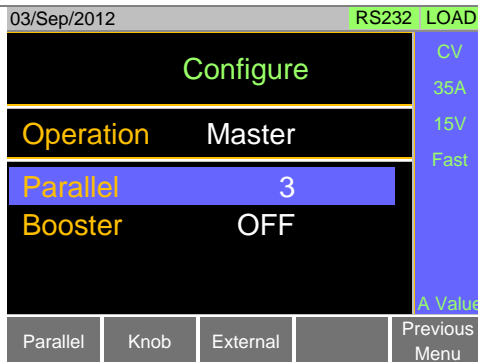 03/Sep/2012 RS232 LOAD
Configure
Operation Master
Parallel 3
Booster OFF
CV
35A
15V
Fast
A Value
Parallel Knob External Previous Menu